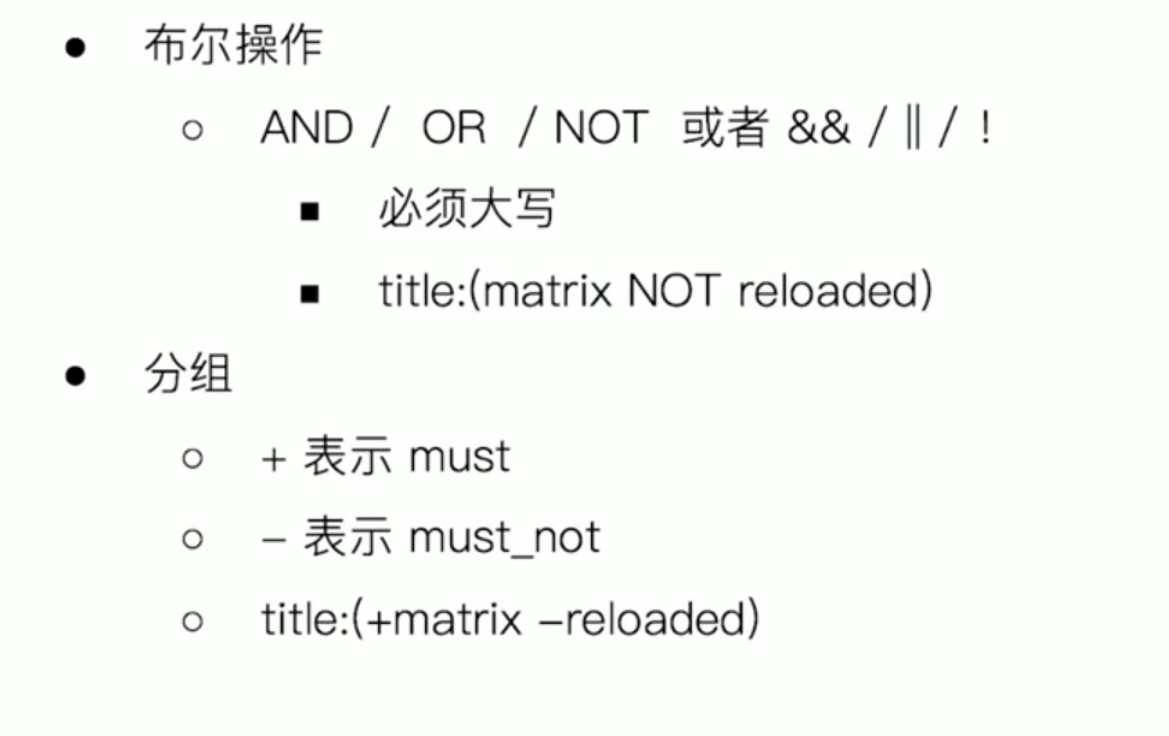 ● 布尔操作
○ AND / OR / NOT 或者 && / || / !
■ 必须大写
■ title:(matrix NOT reloaded)
● 分组
○ + 表示 must
○ – 表示 must_not
○ title:(+matrix –reloaded)